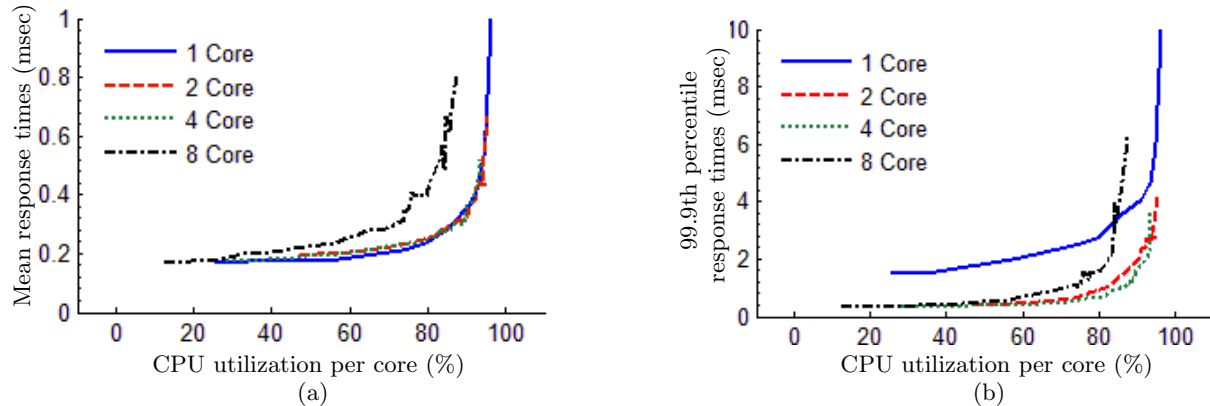 Mean response times (msec)
1
0.8
0.6
0.4
0.2
0
1 Core
2 Core
4 Core
8 Core
0 20 40 60 80 100
CPU utilization per core (%)
(a)
99.9th percentile
response times (msec)
10
8
6
4
2
0
1 Core
2 Core
4 Core
8 Core
0 20 40 60 80 100
CPU utilization per core (%)
(b)